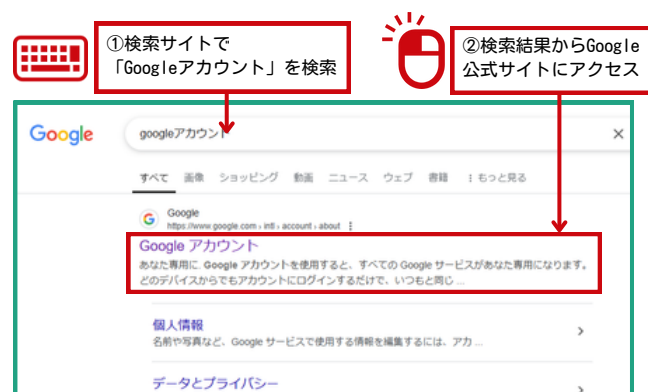 ①検索サイトで
「Googleアカウント」を検索
②検索結果からGoogle
公式サイトにアクセス
Google
googleアカウント
すべて 画像 ショッピング 動画 ニュース ウェブ 書籍 ⋮もっと見る
G Google
https://www.google.com › intl › account › about ⋮
Google アカウント
あなた専用に. Google アカウントを使用すると、すべての Google サービスがあなた専用になります。
どのデバイスからでもアカウントにログインするだけで、いつもと同じ ...
個人情報
名前や写真など、Google サービスで使用する情報を編集するには、アカ ...
データとプライバシー